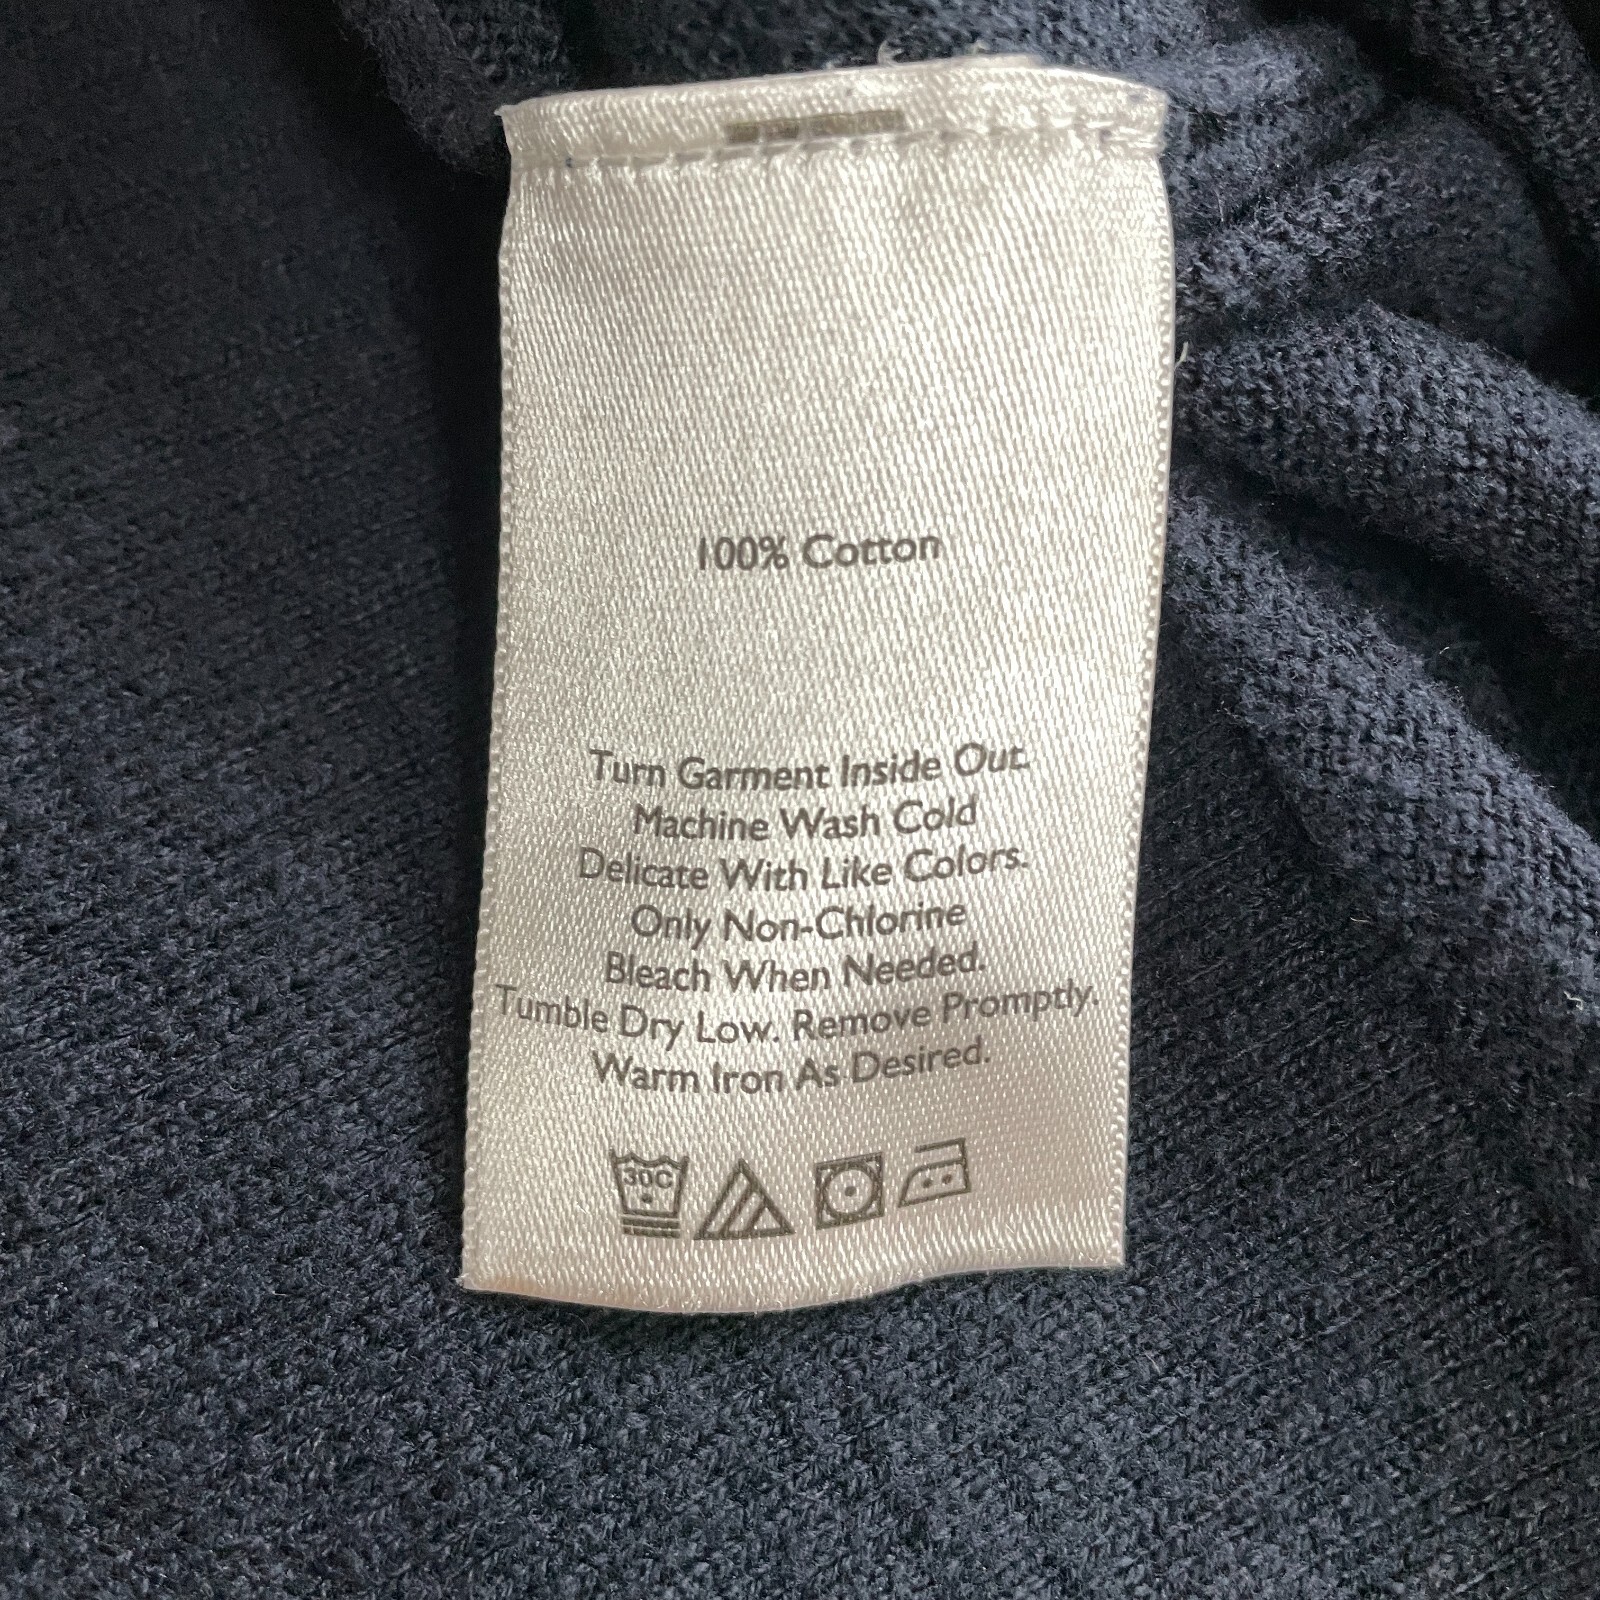 100% Cotton
Turn Garment Inside Out.
Machine Wash Cold
Delicate With Like Colors.
Only Non-Chlorine
Bleach When Needed.
Tumble Dry Low. Remove Promptly.
Warm Iron As Desired.
30C